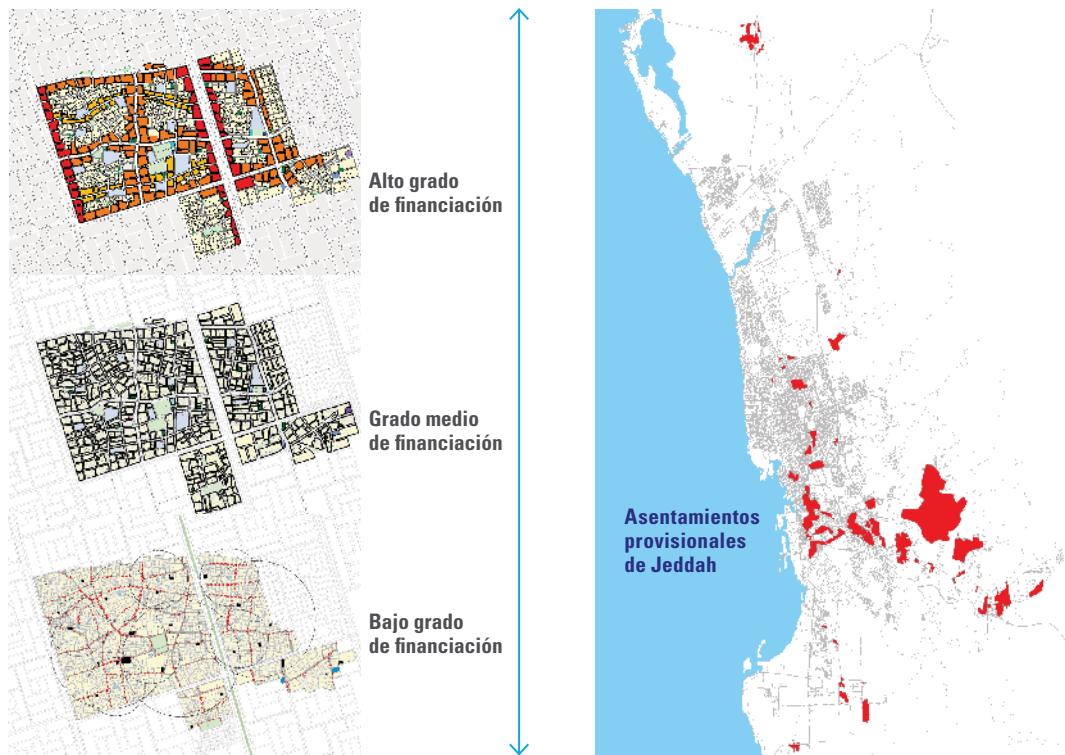 Alto grado
de financiación
Grado medio
de financiación
Bajo grado
de financiación
Asentamientos
provisionales
de Jeddah